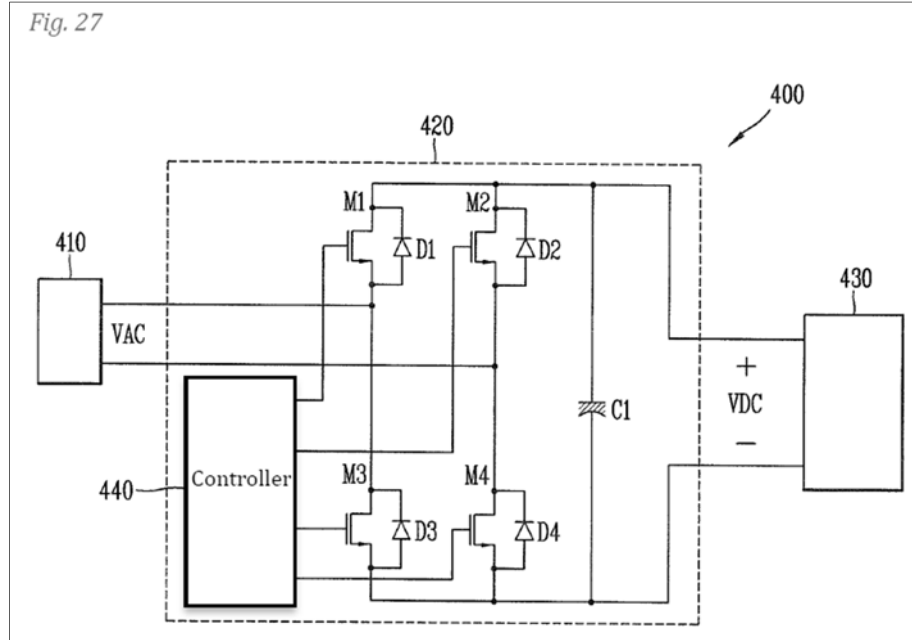 Fig. 27
400
420
M1
M2
D1
D2
410
430
VAC
+
VDC
−
C1
Controller
440
M3
M4
D3
D4